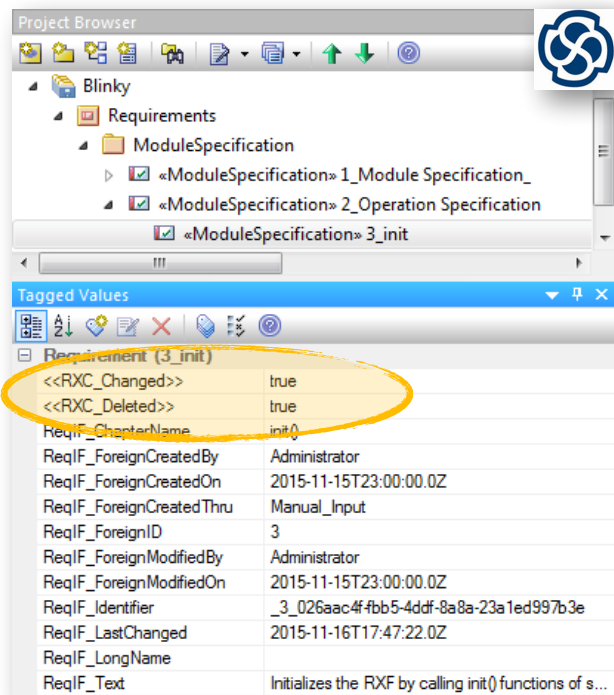 Project Browser
Blinky
Requirements
ModuleSpecification
«ModuleSpecification» 1_Module Specification_
«ModuleSpecification» 2_Operation Specification
«ModuleSpecification» 3_init
Tagged Values
Requirement (3_init)
<<RXC_Changed>> true
<<RXC_Deleted>> true
ReqIF_ChapterName init()
ReqIF_ForeignCreatedBy Administrator
ReqIF_ForeignCreatedOn 2015-11-15T23:00:00.0Z
ReqIF_ForeignCreatedThru Manual_Input
ReqIF_ForeignID 3
ReqIF_ForeignModifiedBy Administrator
ReqIF_ForeignModifiedOn 2015-11-15T23:00:00.0Z
ReqIF_Identifier _3_026aac4f-fbb5-4ddf-8a8a-23a1ed997b3e
ReqIF_LastChanged 2015-11-16T17:47:22.0Z
ReqIF_LongName
ReqIF_Text Initializes the RXF by calling init() functions of s...